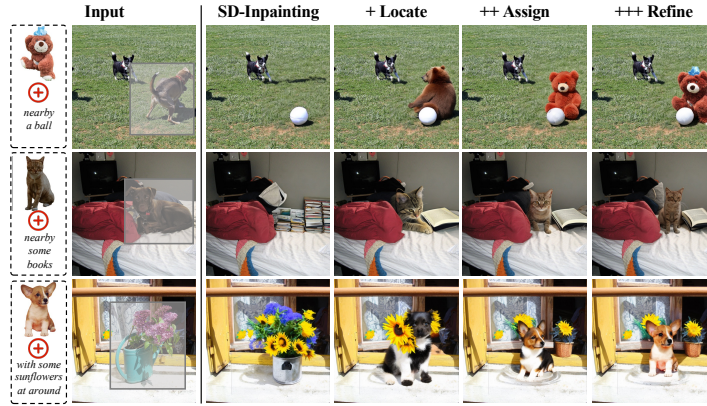 Input SD-Inpainting + Locate ++ Assign +++ Refine
nearby
a ball
nearby
some
books
with some
sunflowers
at around